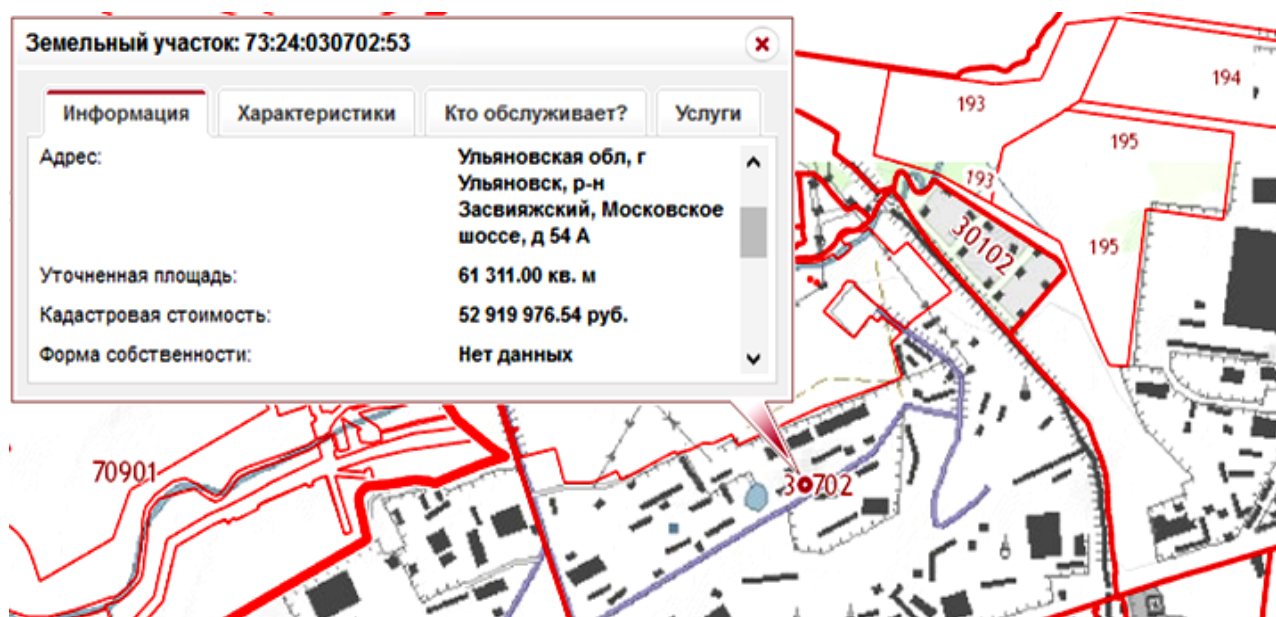 Земельный участок: 73:24:030702:53
Информация
Характеристики
Кто обслуживает?
Услуги
Адрес:
Ульяновская обл, г
Ульяновск, р-н
Засвияжский, Московское
шоссе, д 54 А
Уточненная площадь:
61 311.00 кв. м
Кадастровая стоимость:
52 919 976.54 руб.
Форма собственности:
Нет данных
194
193
195
193
30102
195
70901
702